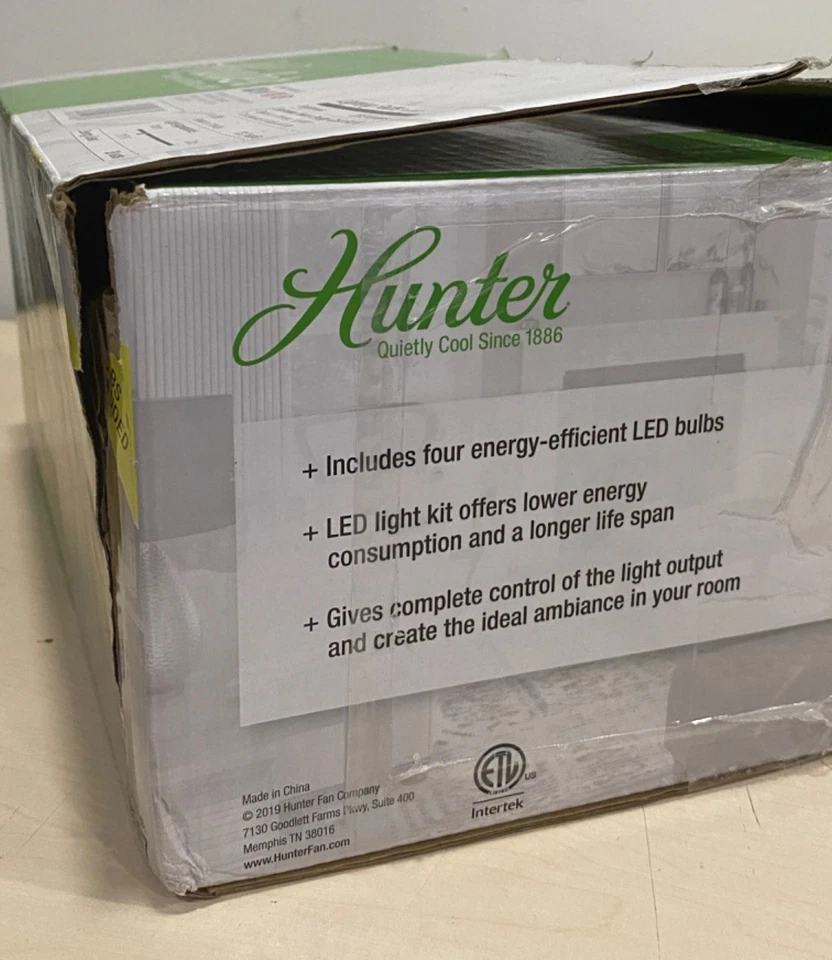 Hunter
Quietly Cool Since 1886
+ Includes four energy-efficient LED bulbs
+ LED light kit offers lower energy
consumption and a longer life span
+ Gives complete control of the light output
and create the ideal ambiance in your room
Made in China
© 2019 Hunter Fan Company
7130 Goodlett Farms Pkwy, Suite 400
Memphis TN 38016
www.HunterFan.com
ETL
LISTED
US
Intertek